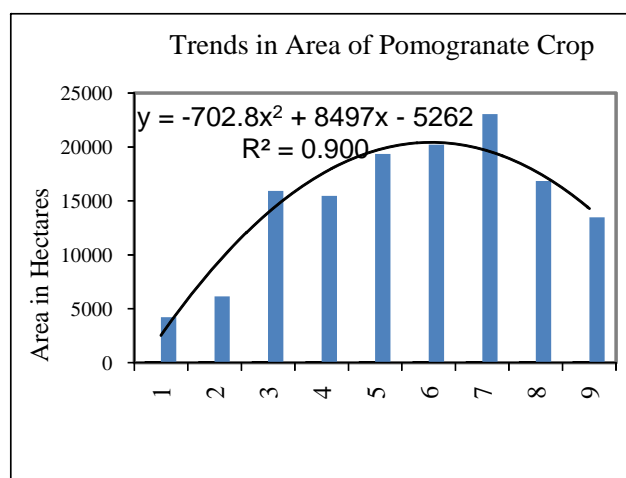 Trends in Area of Pomogranate Crop
25000
y = -702.8x² + 8497x - 5262
R² = 0.900
20000
15000
10000
5000
0
Area in Hectares
1 2 3 4 5 6 7 8 9